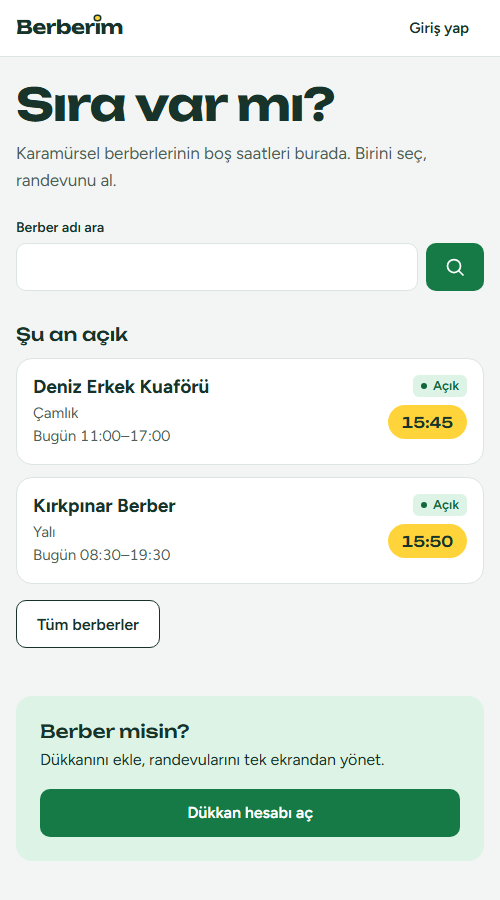 Berberim
Giriş yap
Sıra var mı?
Karamürsel berberlerinin boş saatleri burada. Birini seç,
randevunu al.
Berber adı ara
Şu an açık
Deniz Erkek Kuaförü
Açık
Çamlık
15:45
Bugün 11:00–17:00
Kırkpınar Berber
Açık
Yalı
15:50
Bugün 08:30–19:30
Tüm berberler
Berber misin?
Dükkanını ekle, randevularını tek ekrandan yönet.
Dükkan hesabı aç